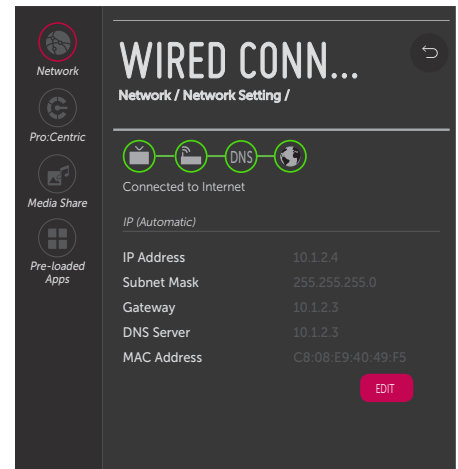 Network
Pro:Centric
Media Share
Pre-loaded
Apps
WIRED CONN...
Network / Network Setting /
DNS
Connected to Internet
IP (Automatic)
IP Address 10.1.2.4
Subnet Mask 255.255.255.0
Gateway 10.1.2.3
DNS Server 10.1.2.3
MAC Address C8:08:E9:40:49:F5
EDIT